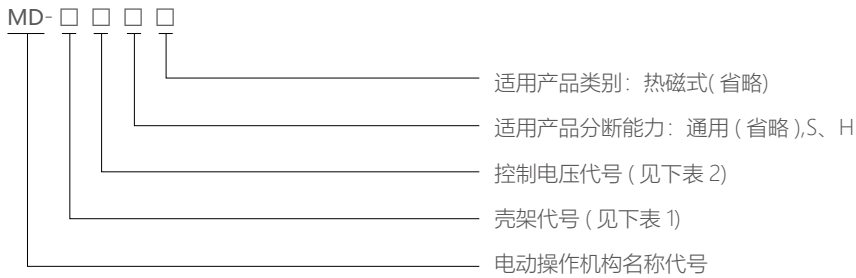 MD-□ □ □ □
适用产品类别：热磁式(省略)
适用产品分断能力：通用(省略),S、H
控制电压代号(见下表2)
壳架代号(见下表1)
电动操作机构名称代号